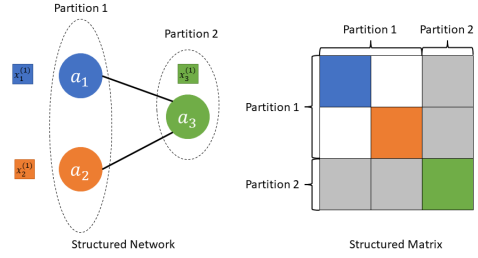 Partition 1
Partition 2
x₁⁽¹⁾
a₁
x₃⁽¹⁾
a₃
x₂⁽¹⁾
a₂
Structured Network
Partition 1
Partition 2
Partition 1
Partition 2
Structured Matrix